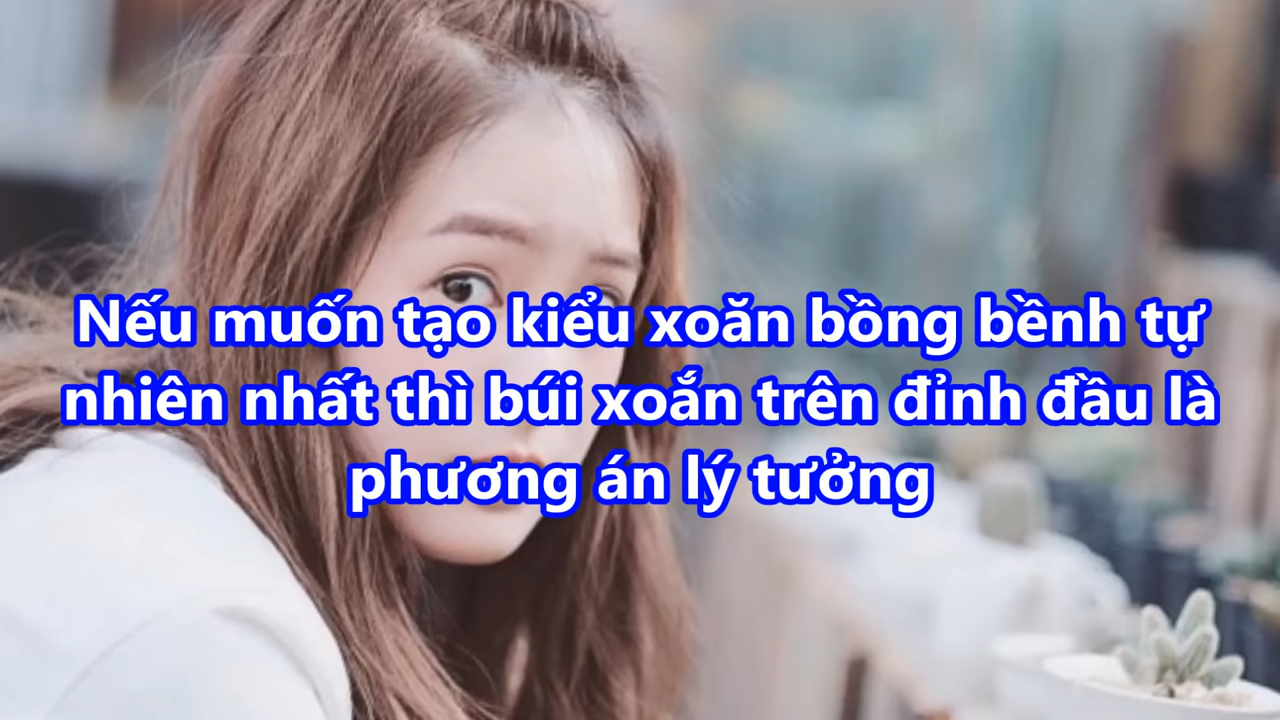 Nếu muốn tạo kiểu xoăn bồng bềnh tự
nhiên nhất thì búi xoắn trên đỉnh đầu là
phương án lý tưởng